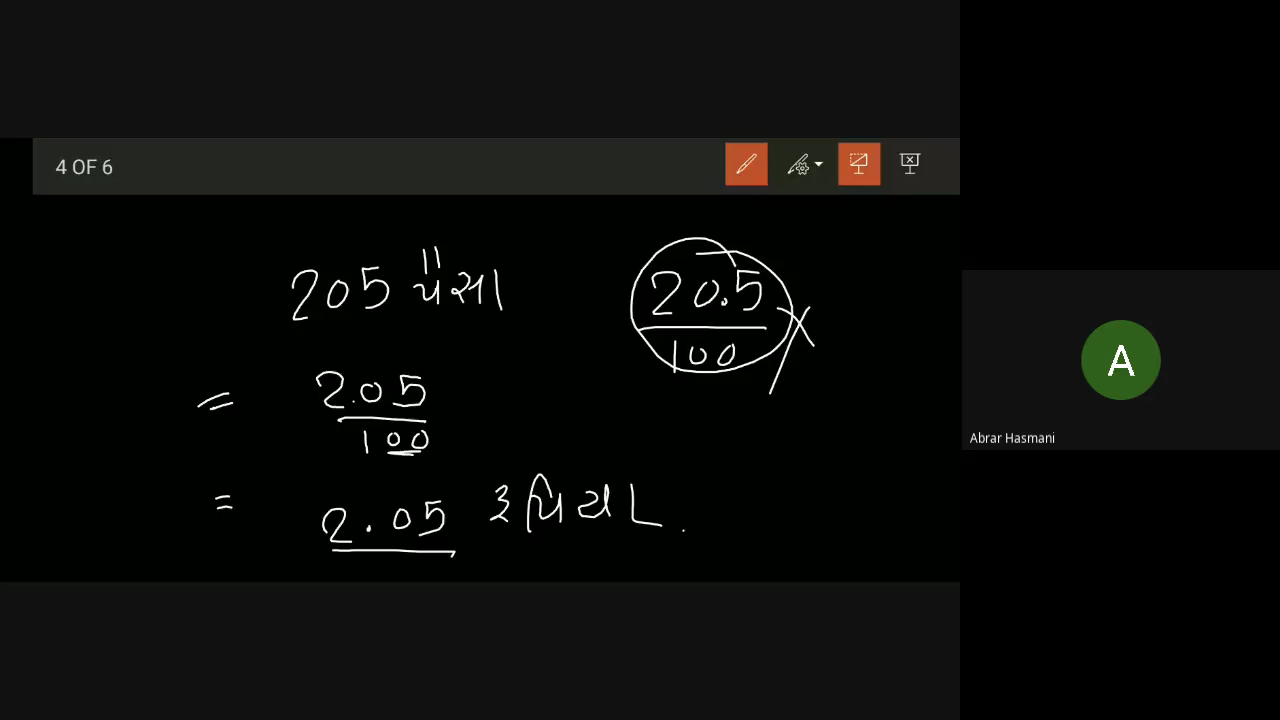 4 OF 6
205 પૈસા
20.5
100
= 2.05
100
= 2.05 રૂપિયા.
A
Abrar Hasmani